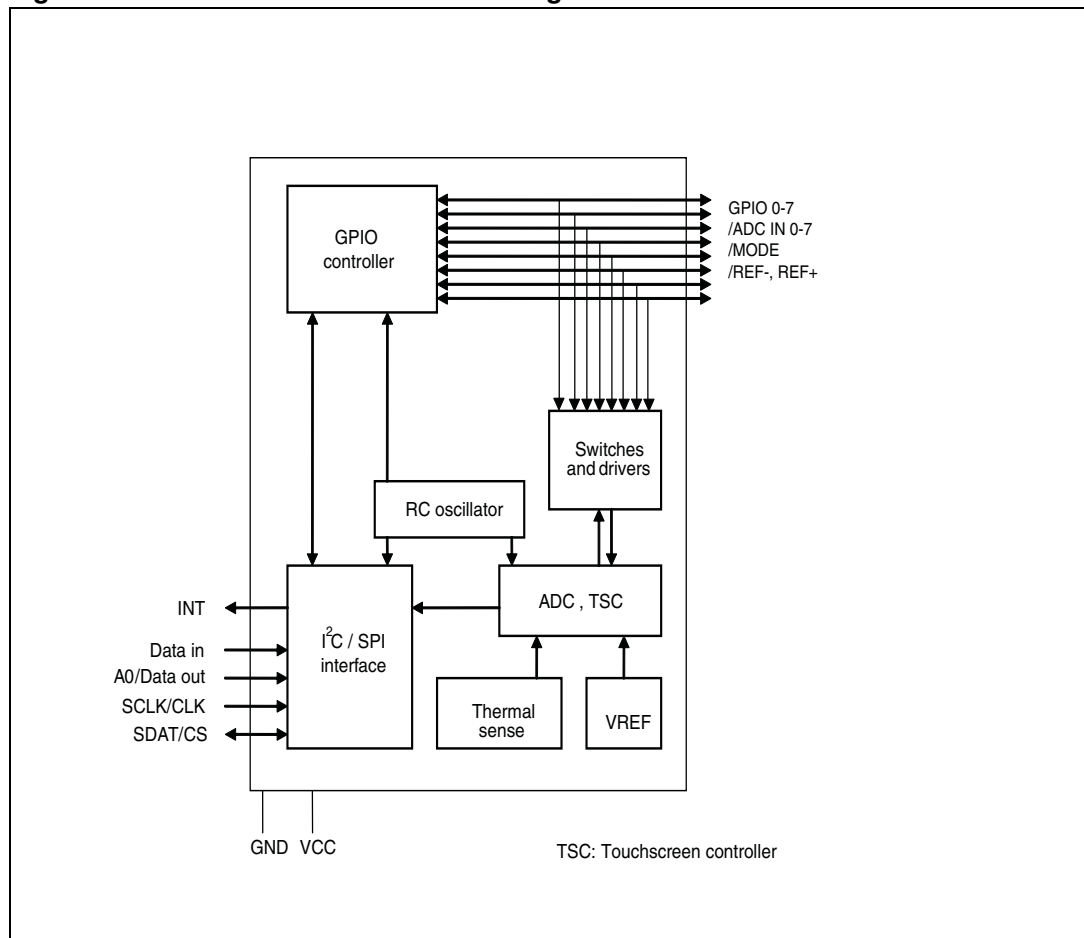 GPIO
controller
GPIO 0-7
/ADC IN 0-7
/MODE
/REF-, REF+
Switches
and drivers
RC oscillator
INT
Data in
A0/Data out
SCLK/CLK
SDAT/CS
I²C / SPI
interface
ADC , TSC
Thermal
sense
VREF
GND VCC
TSC: Touchscreen controller